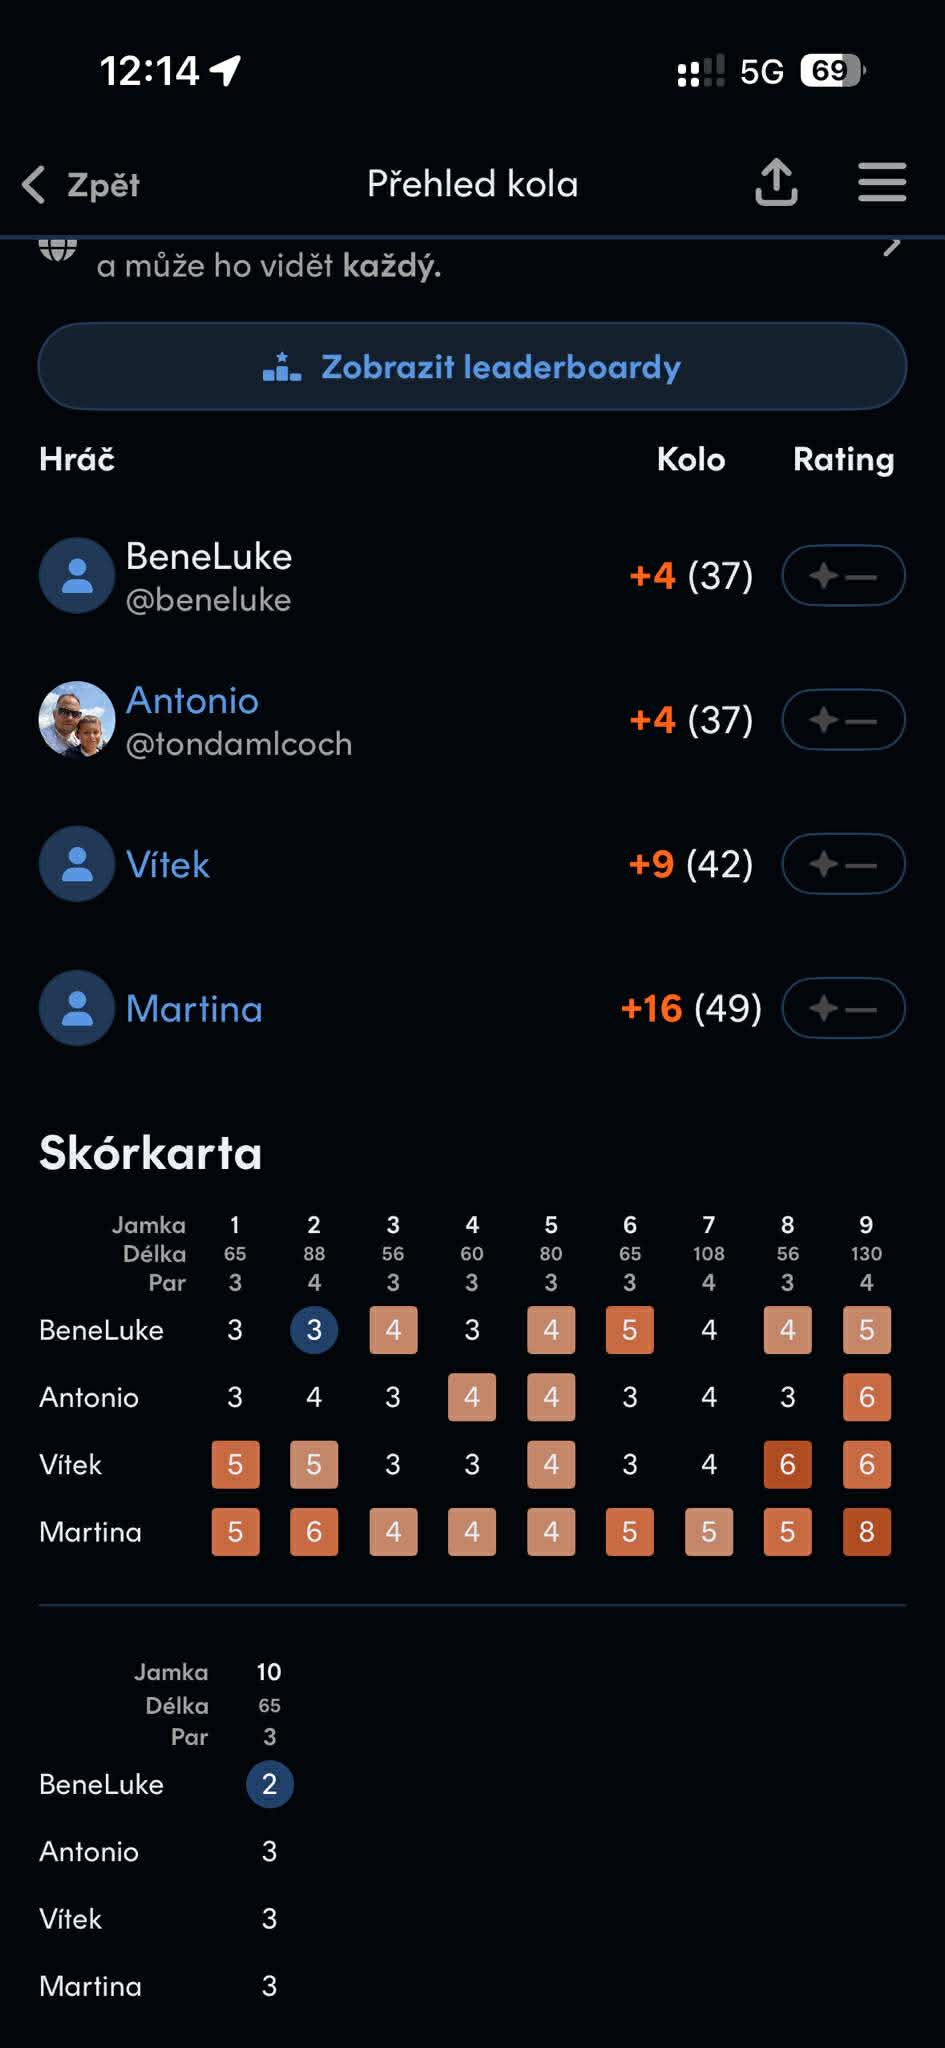 12:14 5G 69
Zpět Přehled kola
a může ho vidět každý.
Zobrazit leaderboardy
Hráč Kolo Rating
BeneLuke
@beneluke
+4 (37)
Antonio
@tondamlcoch
+4 (37)
Vítek +9 (42)
Martina +16 (49)
Skórkarta
Jamka 1 2 3 4 5 6 7 8 9
Délka 65 88 56 60 80 65 108 56 130
Par 3 4 3 3 3 3 4 3 4
BeneLuke 3 3 4 3 4 5 4 4 5
Antonio 3 4 3 4 4 3 4 3 6
Vítek 5 5 3 3 4 3 4 6 6
Martina 5 6 4 4 4 5 5 5 8
Jamka 10
Délka 65
Par 3
BeneLuke 2
Antonio 3
Vítek 3
Martina 3